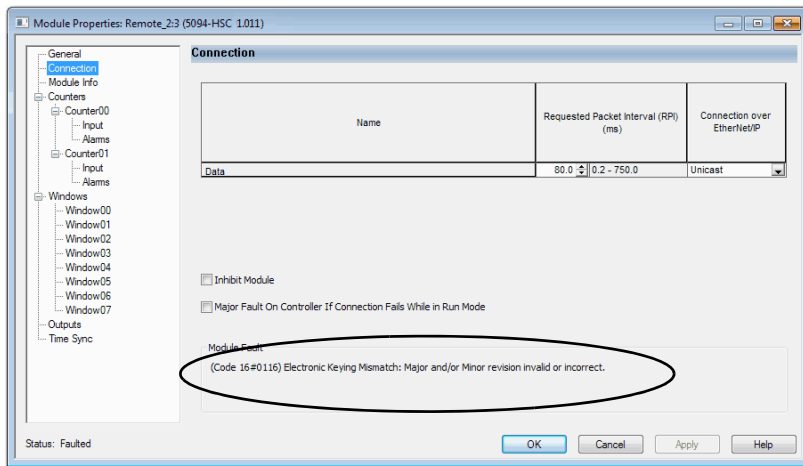 Module Properties: Remote_2:3 (5094-HSC 1.011)
General
Connection
Module Info
Counters
Counter00
Input
Alarms
Counter01
Input
Alarms
Windows
Window00
Window01
Window02
Window03
Window04
Window05
Window06
Window07
Outputs
Time Sync
Connection
Name
Requested Packet Interval (RPI)
(ms)
Connection over
EtherNet/IP
Data
80.0
0.2 - 750.0
Unicast
Inhibit Module
Major Fault On Controller If Connection Fails While in Run Mode
Module Fault
(Code 16#0116) Electronic Keying Mismatch: Major and/or Minor revision invalid or incorrect.
Status: Faulted
OK
Cancel
Apply
Help